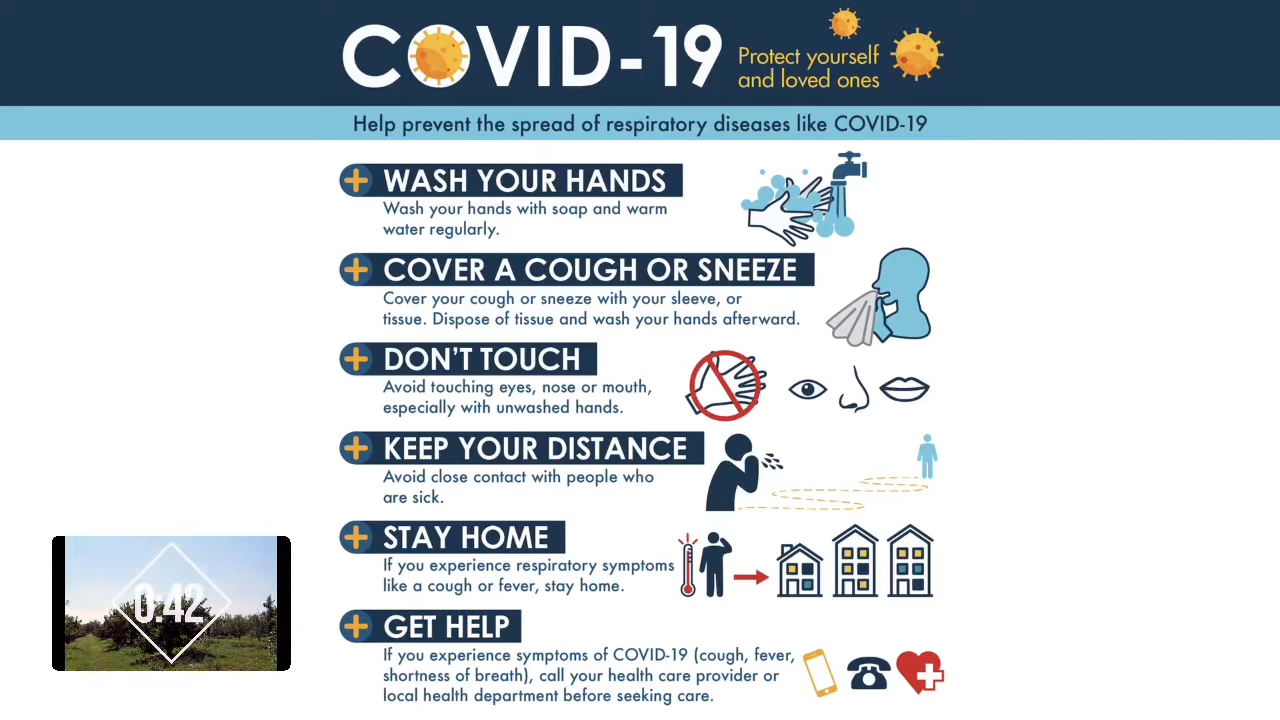 COVID-19
Protect yourself
and loved ones
Help prevent the spread of respiratory diseases like COVID-19
WASH YOUR HANDS
Wash your hands with soap and warm
water regularly.
COVER A COUGH OR SNEEZE
Cover your cough or sneeze with your sleeve, or
tissue. Dispose of tissue and wash your hands afterward.
DON'T TOUCH
Avoid touching eyes, nose or mouth,
especially with unwashed hands.
KEEP YOUR DISTANCE
Avoid close contact with people who
are sick.
STAY HOME
If you experience respiratory symptoms
like a cough or fever, stay home.
0:42
GET HELP
If you experience symptoms of COVID-19 (cough, fever,
shortness of breath), call your health care provider or
local health department before seeking care.